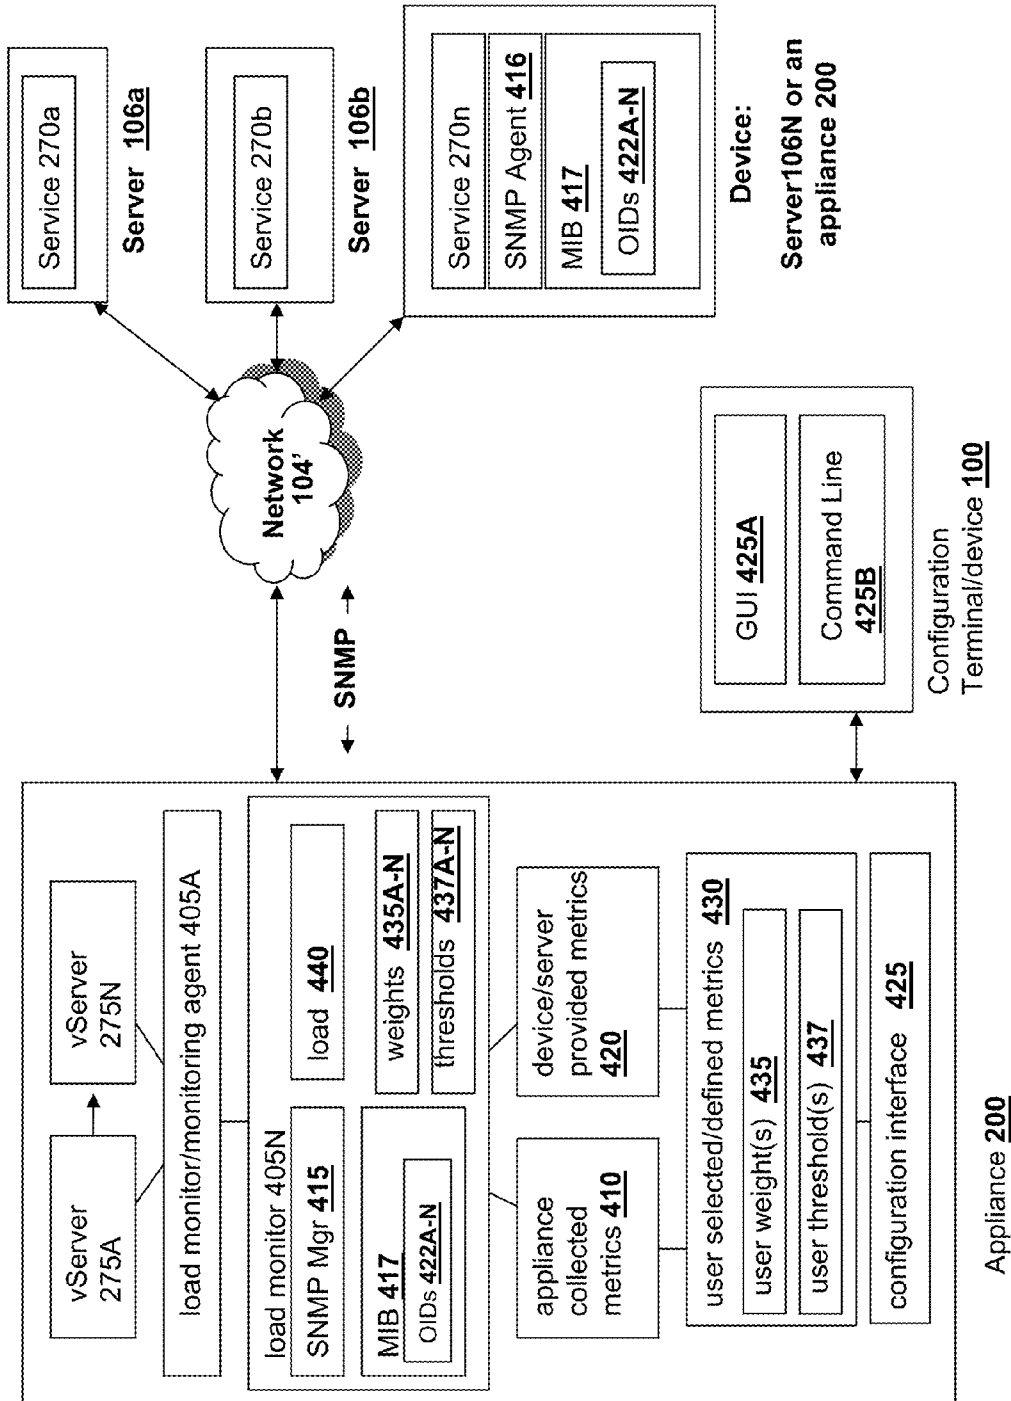 vServer
275A
vServer
275N
load monitor/monitoring agent 405A
load monitor 405N
SNMP Mgr 415
load 440
MIB 417
OIDs 422A-N
weights 435A-N
thresholds 437A-N
appliance
collected
metrics 410
device/server
provided metrics
420
user selected/defined metrics 430
user weight(s) 435
user threshold(s) 437
configuration interface 425
Appliance 200
SNMP
Network
104'
GUI 425A
Command Line
425B
Configuration
Terminal/device 100
Service 270a
Server 106a
Service 270b
Server 106b
Service 270n
SNMP Agent 416
MIB 417
OIDs 422A-N
Device:
Server106N or an
appliance 200